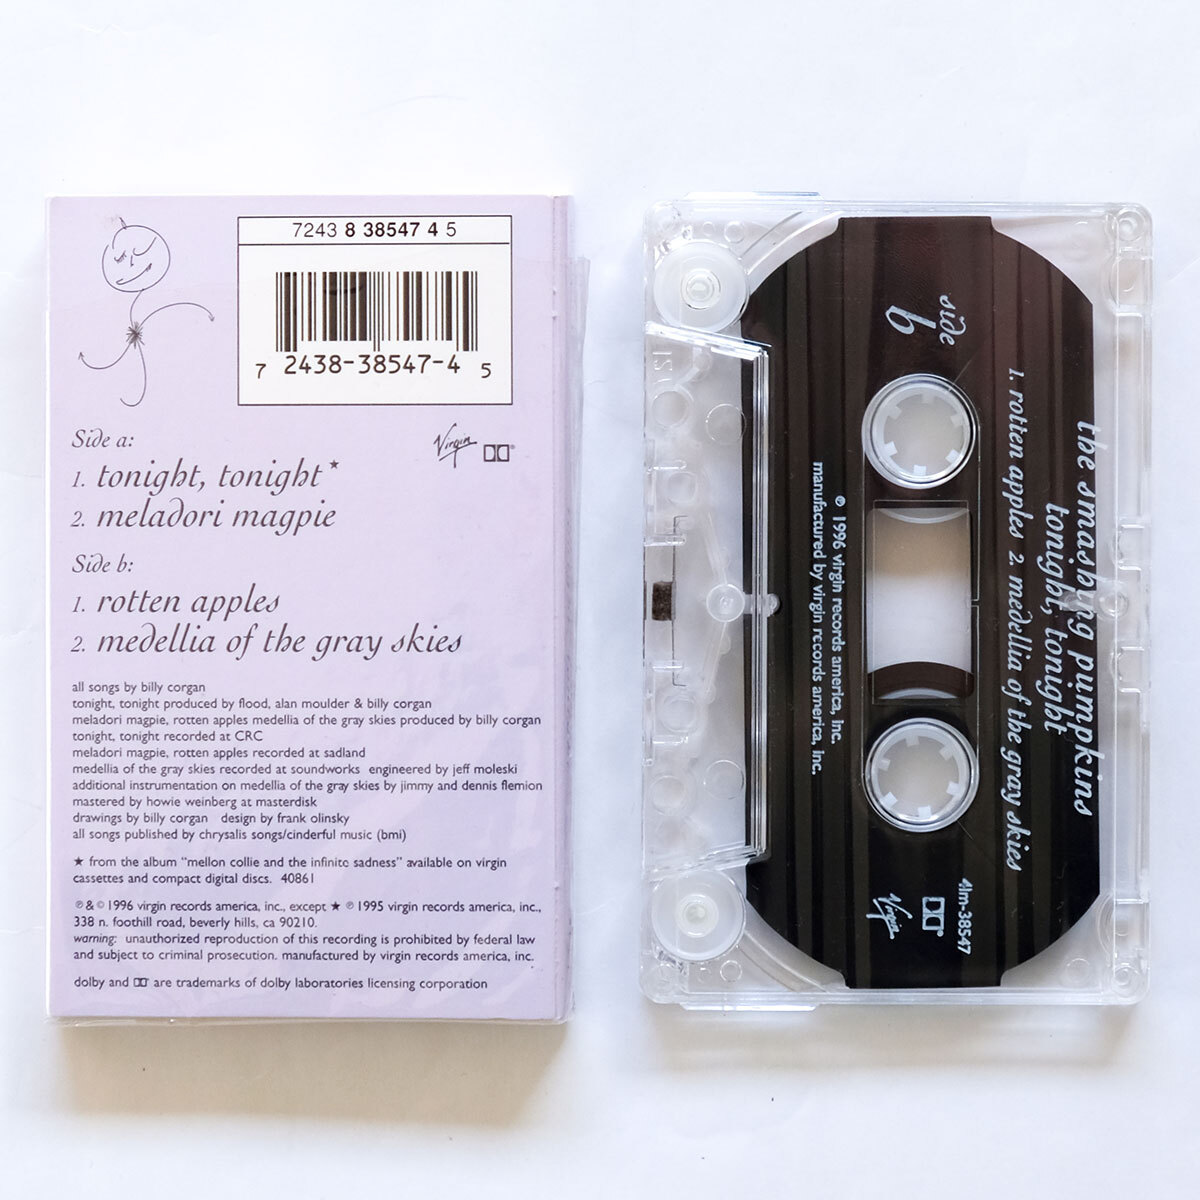 7243 8 38547 4 5
7 2438-38547-4 5
Side a:
Virgin
1. tonight, tonight★
2. meladori magpie
Side b:
1. rotten apples
2. medellia of the gray skies
all songs by billy corgan
tonight, tonight produced by flood, alan moulder & billy corgan
meladori magpie, rotten apples medellia of the gray skies produced by billy corgan
tonight, tonight recorded at CRC
meladori magpie, rotten apples recorded at sadland
medellia of the gray skies recorded at soundworks engineered by jeff moleski
additional instrumentation on medellia of the gray skies by jimmy and dennis flemion
mastered by howie weinberg at masterdisk
drawings by billy corgan design by frank olinsky
all songs published by chrysalis songs/cinderful music (bmi)
★ from the album "mellon collie and the infinite sadness" available on virgin
cassettes and compact digital discs. 40861
℗ & © 1996 virgin records america, inc., except ★ ℗ 1995 virgin records america, inc.,
338 n. foothill road, beverly hills, ca 90210.
warning: unauthorized reproduction of this recording is prohibited by federal law
and subject to criminal prosecution. manufactured by virgin records america, inc.
dolby and are trademarks of dolby laboratories licensing corporation
the smashing pumpkins
tonight, tonight
side
b
1. rotten apples 2. medellia of the gray skies
℗ 1996 virgin records america, inc.
manufactured by virgin records america, inc.
4lm-38547
Virgin